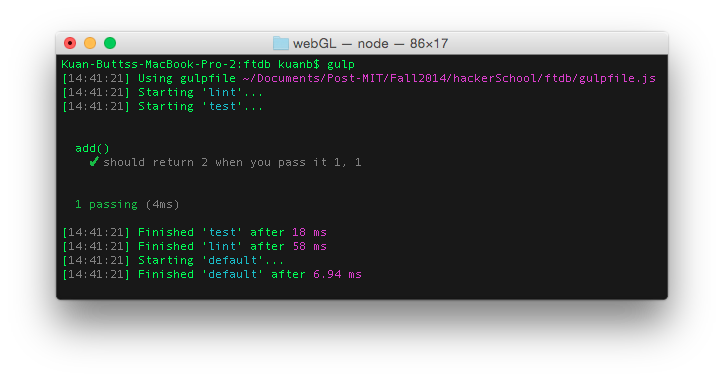 webGL — node — 86×17
Kuan-Buttss-MacBook-Pro-2:ftdb kuanb$ gulp
[14:41:21] Using gulpfile ~/Documents/Post-MIT/Fall2014/hackerSchool/ftdb/gulpfile.js
[14:41:21] Starting 'lint'...
[14:41:21] Starting 'test'...
add()
✔ should return 2 when you pass it 1, 1
1 passing (4ms)
[14:41:21] Finished 'test' after 18 ms
[14:41:21] Finished 'lint' after 58 ms
[14:41:21] Starting 'default'...
[14:41:21] Finished 'default' after 6.94 ms